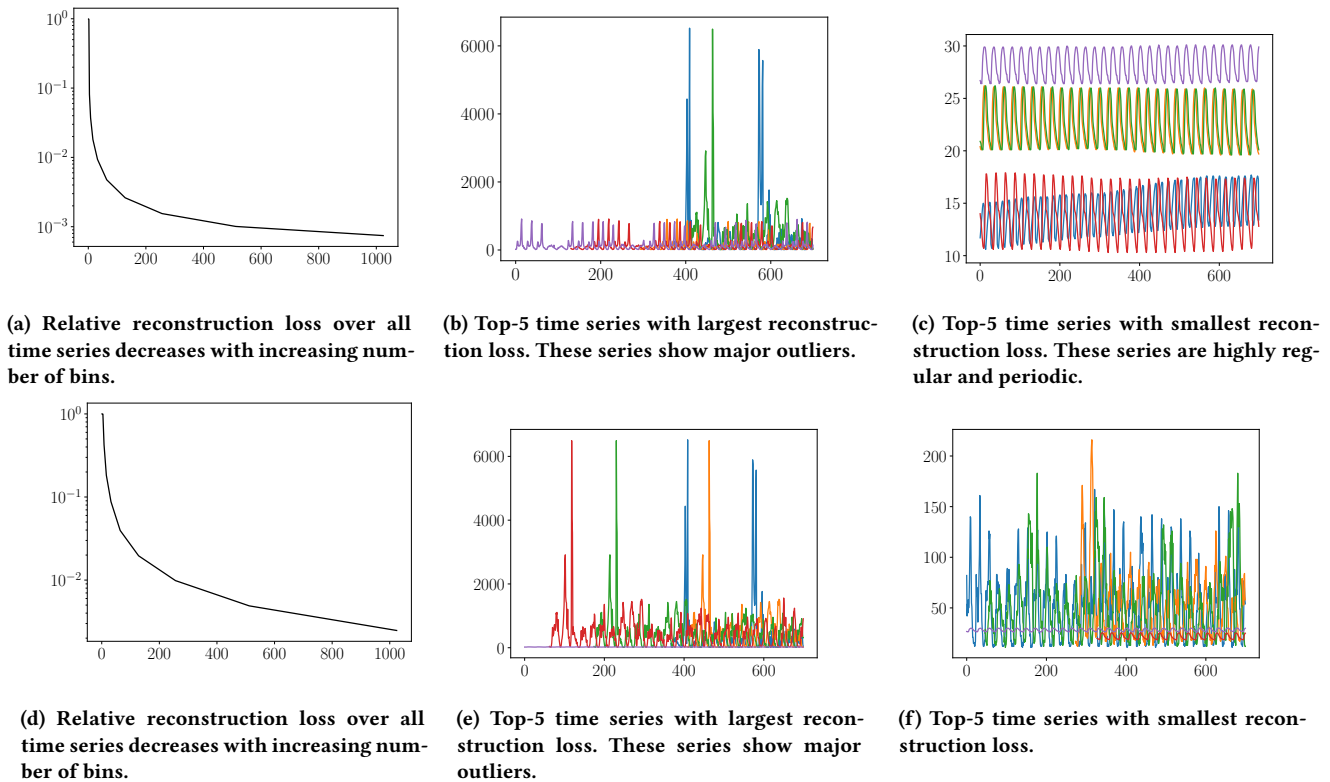 10^0
10^-1
10^-2
10^-3
0 200 400 600 800 1000
6000
4000
2000
0
0 200 400 600
30
25
20
15
10
0 200 400 600
(a) Relative reconstruction loss over all
time series decreases with increasing num-
ber of bins.
(b) Top-5 time series with largest reconstruc-
tion loss. These series show major outliers.
(c) Top-5 time series with smallest recon-
struction loss. These series are highly reg-
ular and periodic.
10^0
10^-1
10^-2
0 200 400 600 800 1000
6000
4000
2000
0
0 200 400 600
200
150
100
50
0 200 400 600
(d) Relative reconstruction loss over all
time series decreases with increasing num-
ber of bins.
(e) Top-5 time series with largest recon-
struction loss. These series show major
outliers.
(f) Top-5 time series with smallest recon-
struction loss.